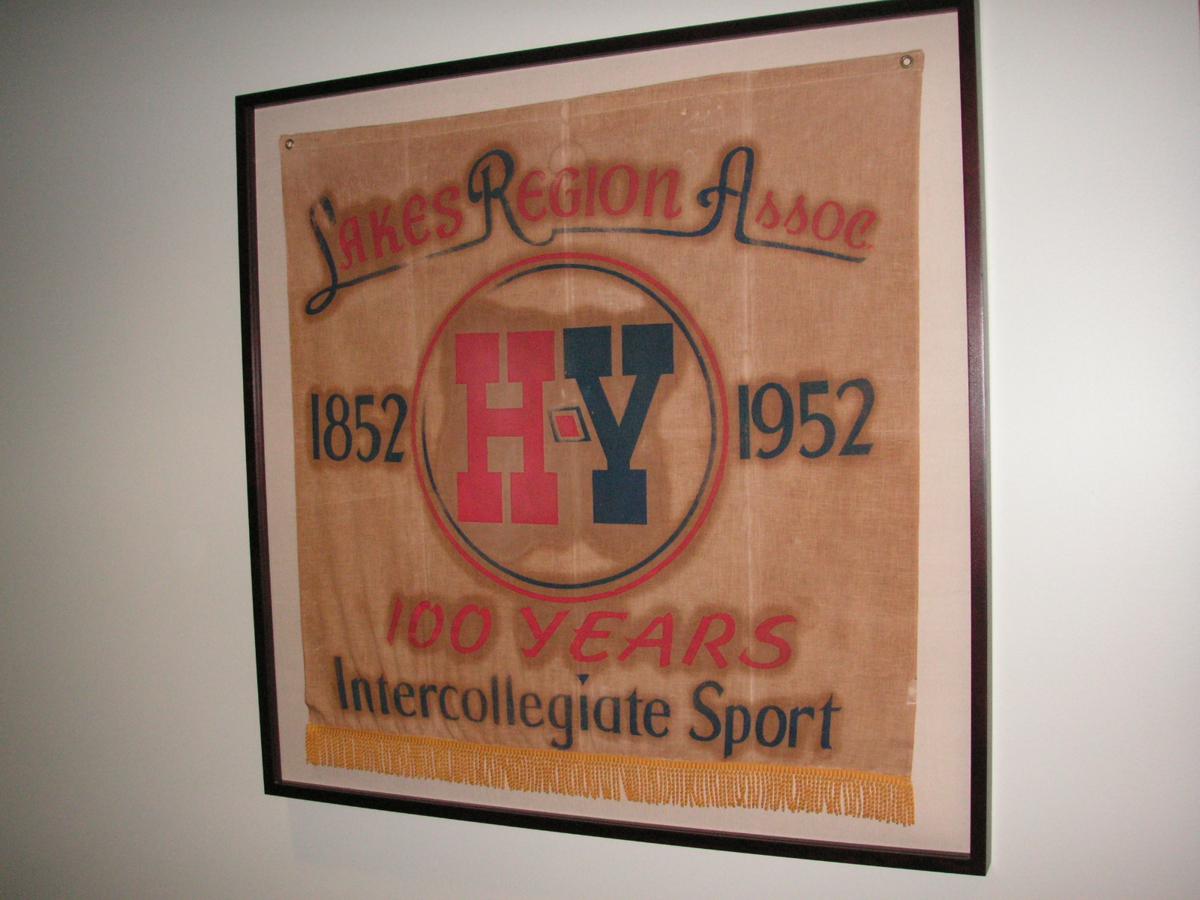 Lakes Region Assoc.
1852 H Y 1952
100 YEARS
Intercollegiate Sport